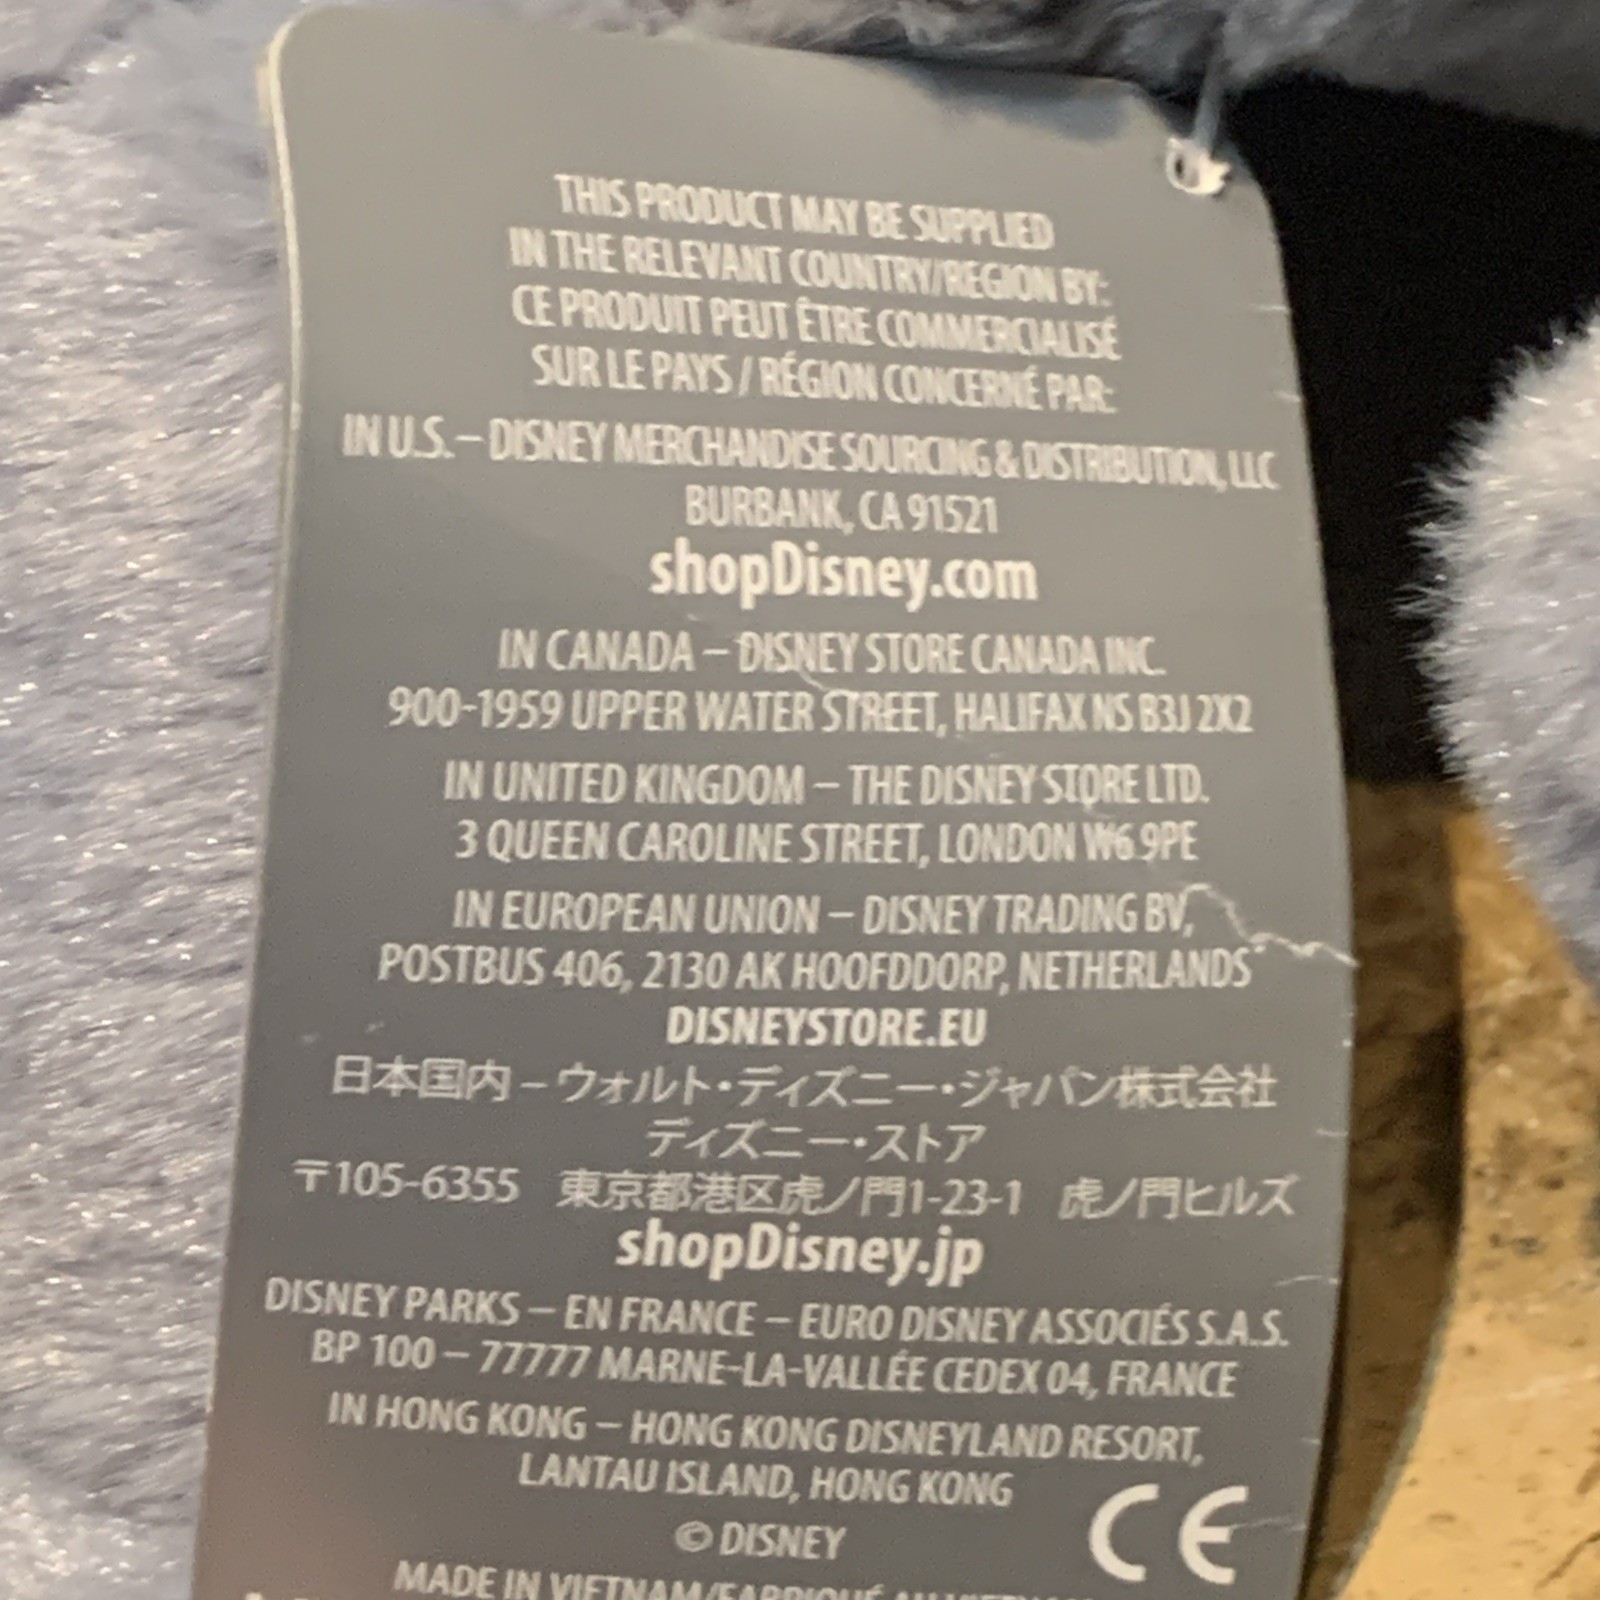 THIS PRODUCT MAY BE SUPPLIED
IN THE RELEVANT COUNTRY/REGION BY:
CE PRODUIT PEUT ÊTRE COMMERCIALISÉ
SUR LE PAYS / RÉGION CONCERNÉ PAR:
IN U.S. – DISNEY MERCHANDISE SOURCING & DISTRIBUTION, LLC
BURBANK, CA 91521
shopDisney.com
IN CANADA – DISNEY STORE CANADA INC.
900-1959 UPPER WATER STREET, HALIFAX NS B3J 2X2
IN UNITED KINGDOM – THE DISNEY STORE LTD.
3 QUEEN CAROLINE STREET, LONDON W6 9PE
IN EUROPEAN UNION – DISNEY TRADING BV,
POSTBUS 406, 2130 AK HOOFDDORP, NETHERLANDS
DISNEYSTORE.EU
日本国内 – ウォルト・ディズニー・ジャパン株式会社
ディズニー・ストア
〒105-6355 東京都港区虎ノ門1-23-1 虎ノ門ヒルズ
shopDisney.jp
DISNEY PARKS – EN FRANCE – EURO DISNEY ASSOCIÉS S.A.S.
BP 100 – 77777 MARNE-LA-VALLÉE CEDEX 04, FRANCE
IN HONG KONG – HONG KONG DISNEYLAND RESORT,
LANTAU ISLAND, HONG KONG
© DISNEY
CE
MADE IN VIETNAM/FABRIQUÉ AU